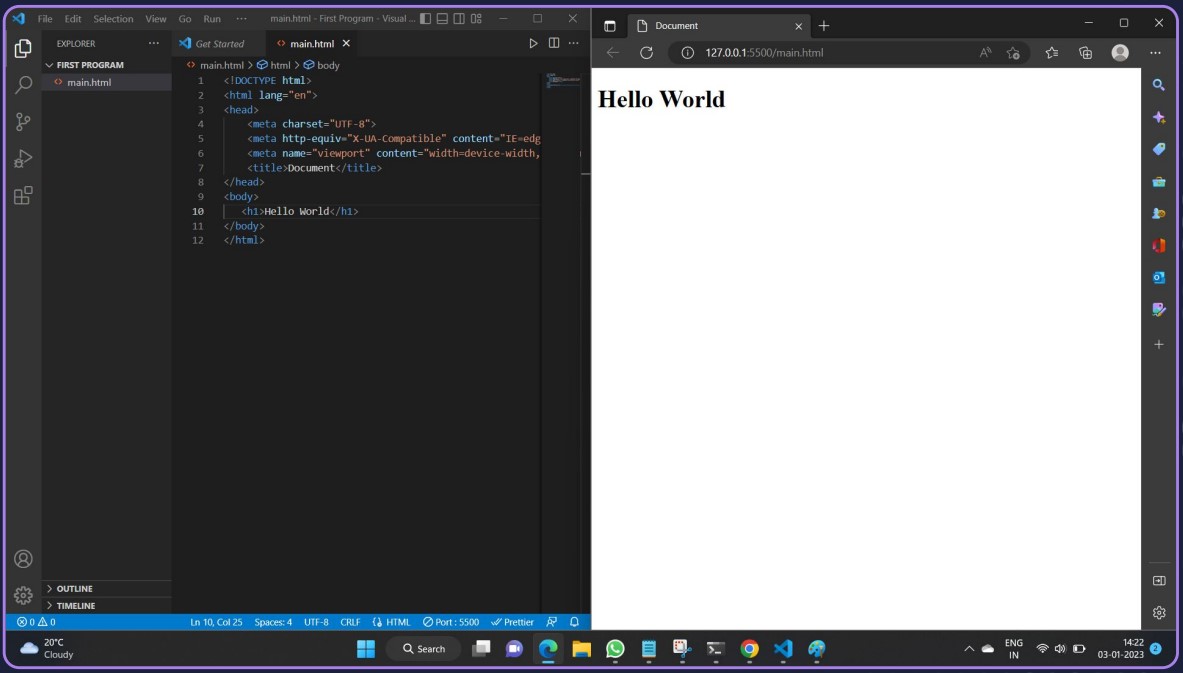 File Edit Selection View Go Run ··· main.html - First Program - Visual ...
EXPLORER ···
FIRST PROGRAM
main.html
OUTLINE
TIMELINE
Get Started main.html
main.html > html > body
1 <!DOCTYPE html>
2 <html lang="en">
3 <head>
4 <meta charset="UTF-8">
5 <meta http-equiv="X-UA-Compatible" content="IE=edg
6 <meta name="viewport" content="width=device-width,
7 <title>Document</title>
8 </head>
9 <body>
10 <h1>Hello World</h1>
11 </body>
12 </html>
0 0 Ln 10, Col 25 Spaces: 4 UTF-8 CRLF HTML Port : 5500 Prettier
Document
127.0.0.1:5500/main.html
Hello World
20°C
Cloudy
Search
ENG
IN
14:22
03-01-2023
2